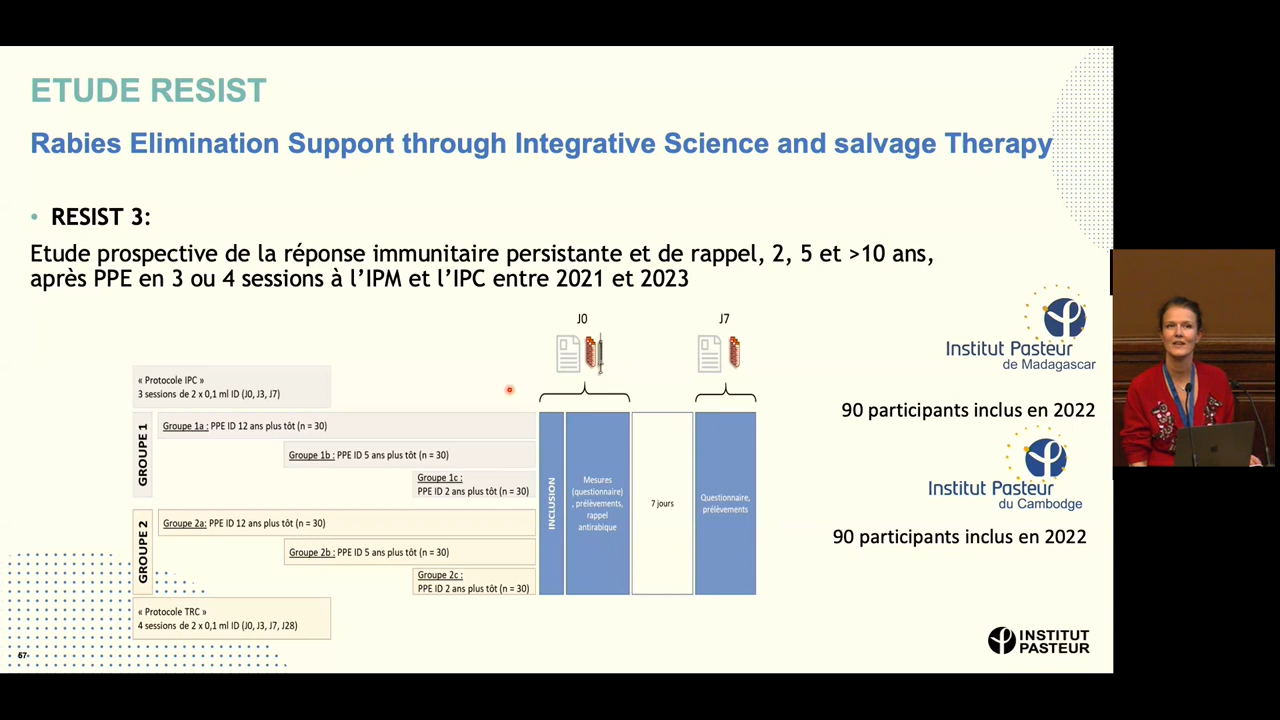 ETUDE RESIST
Rabies Elimination Support through Integrative Science and salvage Therapy
• RESIST 3:
Etude prospective de la réponse immunitaire persistante et de rappel, 2, 5 et >10 ans,
après PPE en 3 ou 4 sessions à l'IPM et l'IPC entre 2021 et 2023
J0
J7
« Protocole IPC »
3 sessions de 2 x 0,1 ml ID (J0, J3, J7)
GROUPE 1
Groupe 1a : PPE ID 12 ans plus tôt (n = 30)
Groupe 1b : PPE ID 5 ans plus tôt (n = 30)
Groupe 1c :
PPE ID 2 ans plus tôt (n = 30)
GROUPE 2
Groupe 2a: PPE ID 12 ans plus tôt (n = 30)
Groupe 2b : PPE ID 5 ans plus tôt (n = 30)
Groupe 2c :
PPE ID 2 ans plus tôt (n = 30)
« Protocole TRC »
4 sessions de 2 x 0,1 ml ID (J0, J3, J7, J28)
INCLUSION
Mesures
(questionnaire)
, prélèvements,
rappel
antirabique
7 jours
Questionnaire,
prélèvements
Institut Pasteur
de Madagascar
90 participants inclus en 2022
Institut Pasteur
du Cambodge
90 participants inclus en 2022
INSTITUT
PASTEUR
57